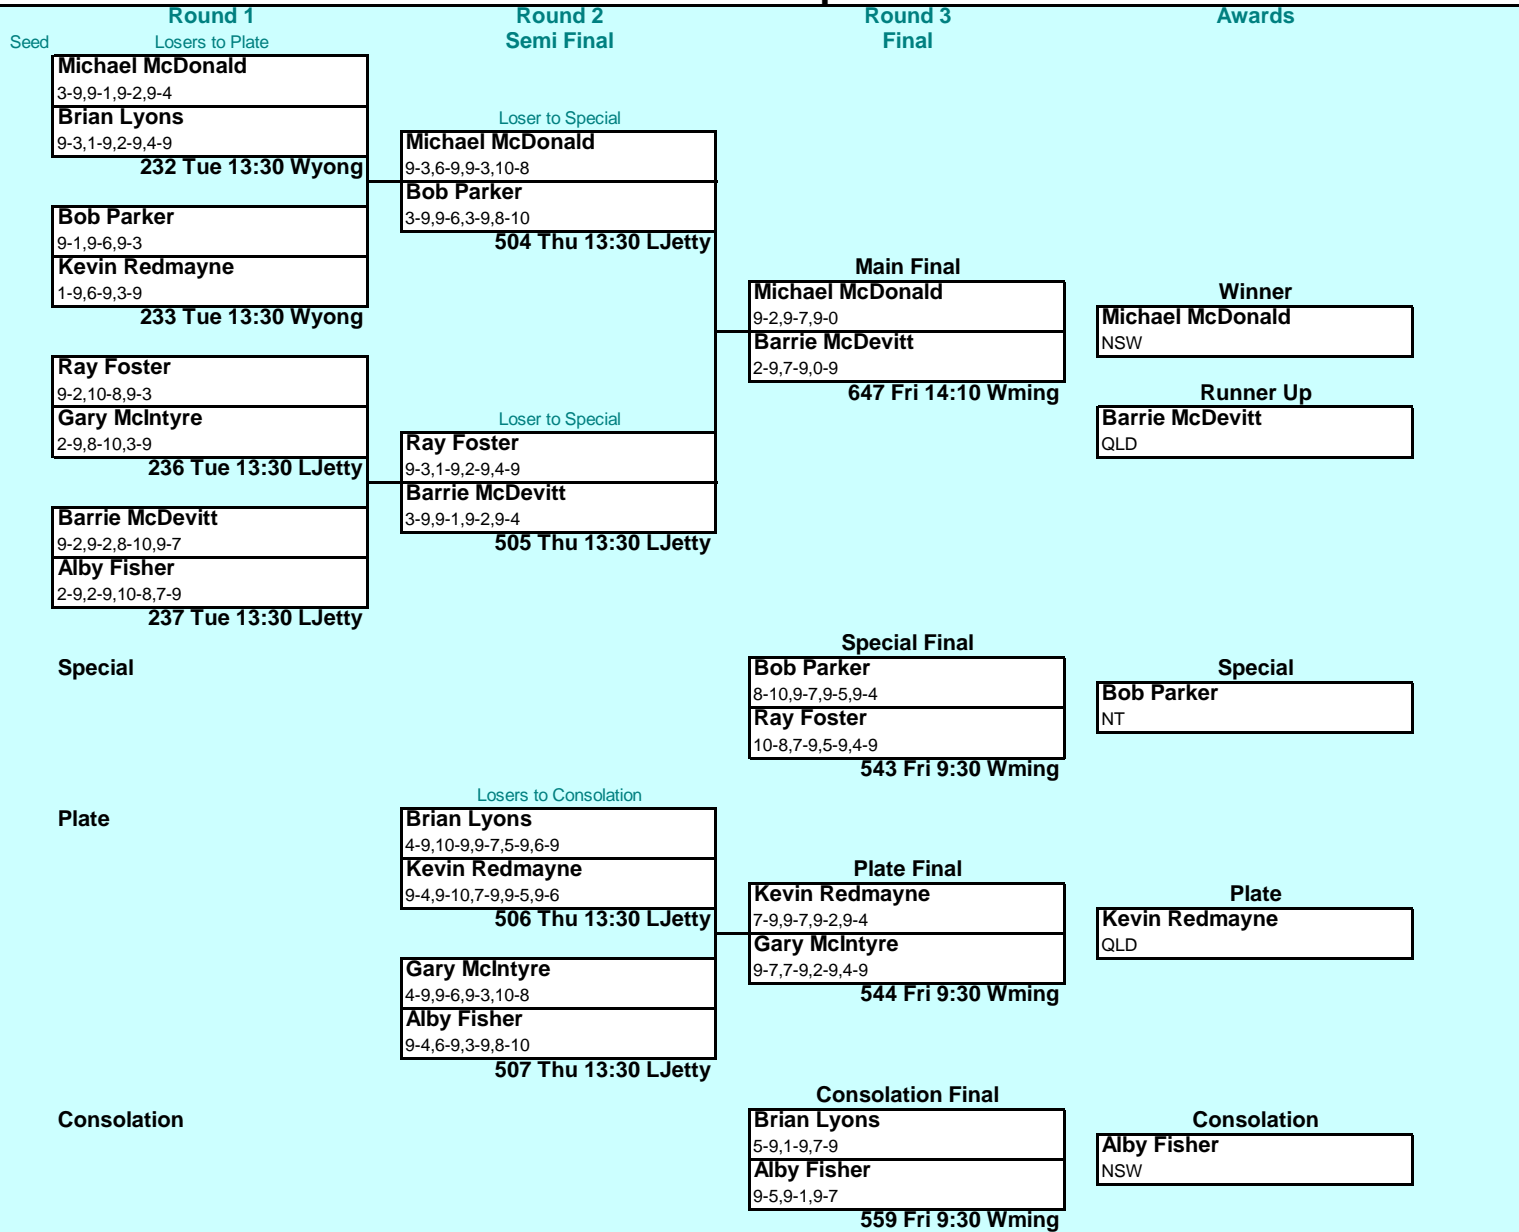 Round 1 Round 2 Round 3 Awards
Seed Losers to Plate Semi Final Final
Michael McDonald
3-9,9-1,9-2,9-4
Brian Lyons
9-3,1-9,2-9,4-9
232 Tue 13:30 Wyong
Bob Parker
9-1,9-6,9-3
Kevin Redmayne
1-9,6-9,3-9
233 Tue 13:30 Wyong
Ray Foster
9-2,10-8,9-3
Gary McIntyre
2-9,8-10,3-9
236 Tue 13:30 LJetty
Barrie McDevitt
9-2,9-2,8-10,9-7
Alby Fisher
2-9,2-9,10-8,7-9
237 Tue 13:30 LJetty
Loser to Special
Michael McDonald
9-3,6-9,9-3,10-8
Bob Parker
3-9,9-6,3-9,8-10
504 Thu 13:30 LJetty
Loser to Special
Ray Foster
9-3,1-9,2-9,4-9
Barrie McDevitt
3-9,9-1,9-2,9-4
505 Thu 13:30 LJetty
Main Final
Michael McDonald
9-2,9-7,9-0
Barrie McDevitt
2-9,7-9,0-9
647 Fri 14:10 Wming
Winner
Michael McDonald
NSW
Runner Up
Barrie McDevitt
QLD
Special
Special Final
Bob Parker
8-10,9-7,9-5,9-4
Ray Foster
10-8,7-9,5-9,4-9
543 Fri 9:30 Wming
Special
Bob Parker
NT
Plate
Losers to Consolation
Brian Lyons
4-9,10-9,9-7,5-9,6-9
Kevin Redmayne
9-4,9-10,7-9,9-5,9-6
506 Thu 13:30 LJetty
Gary McIntyre
4-9,9-6,9-3,10-8
Alby Fisher
9-4,6-9,3-9,8-10
507 Thu 13:30 LJetty
Plate Final
Kevin Redmayne
7-9,9-7,9-2,9-4
Gary McIntyre
9-7,7-9,2-9,4-9
544 Fri 9:30 Wming
Plate
Kevin Redmayne
QLD
Consolation
Consolation Final
Brian Lyons
5-9,1-9,7-9
Alby Fisher
9-5,9-1,9-7
559 Fri 9:30 Wming
Consolation
Alby Fisher
NSW